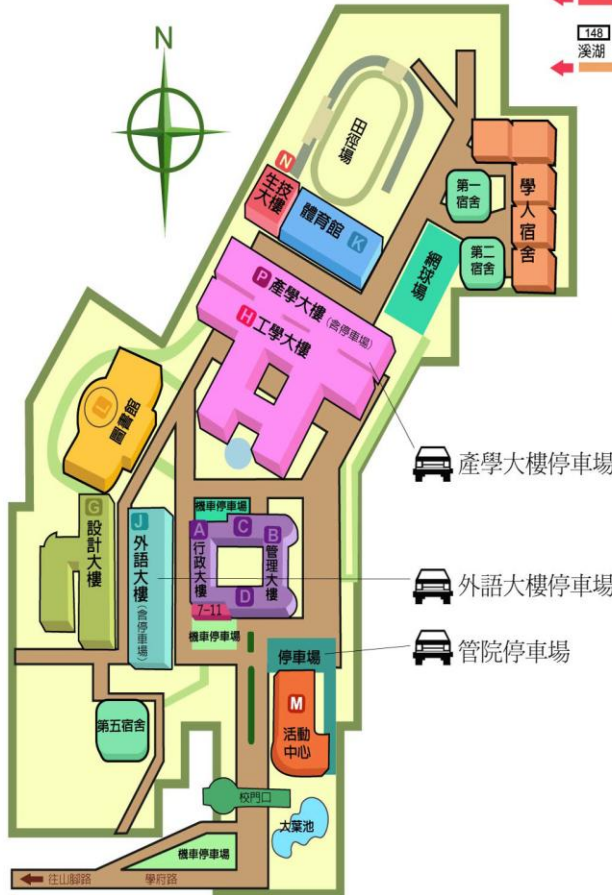 148
溪湖
N
田徑場
N
生技大樓
體育館
K
第一宿舍
學人宿舍
第二宿舍
網球場
P 產學大樓(含停車場)
H 工學大樓
L
圖書館
產學大樓停車場
G
設計大樓
J
外語大樓(含停車場)
機車停車場
A
行政大樓
C
B
管理大樓
D
7-11
機車停車場
外語大樓停車場
停車場
管院停車場
M
活動
中心
第五宿舍
校門口
大葉池
機車停車場
往山腳路
學府路